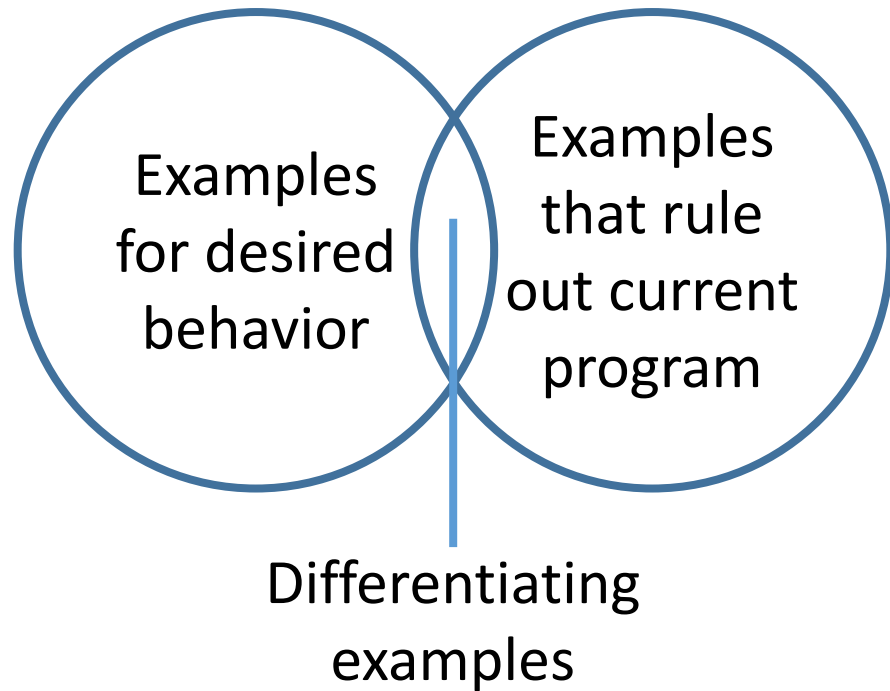 Examples
for desired
behavior
Examples
that rule
out current
program
Differentiating
examples